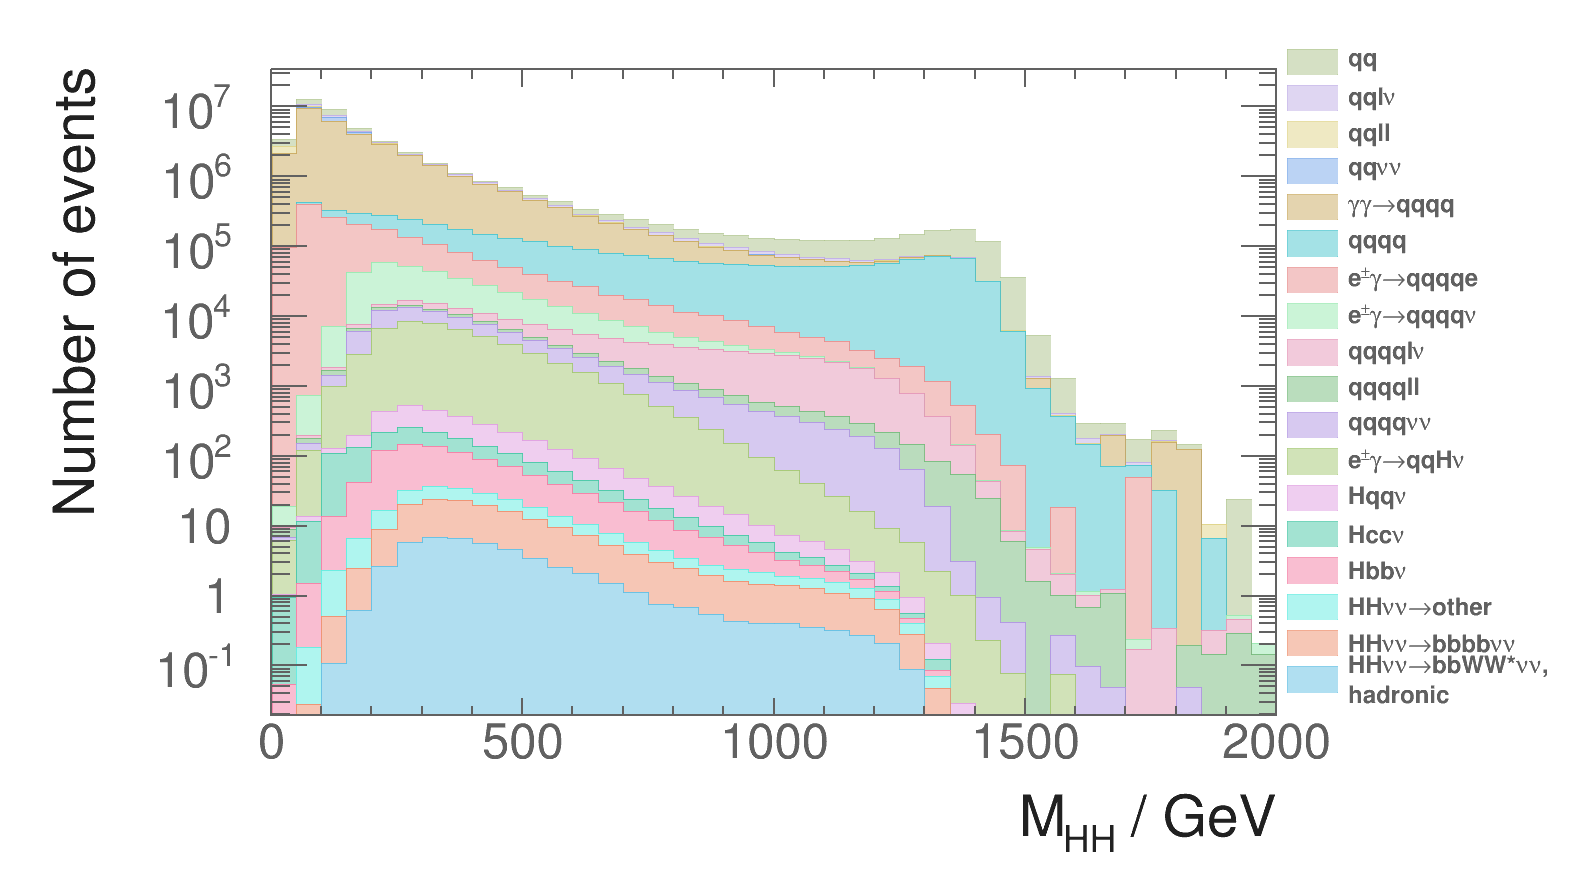 Number of events
10⁷
10⁶
10⁵
10⁴
10³
10²
10
1
10⁻¹
0 500 1000 1500 2000
M_HH / GeV
qq
qqlν
qqll
qqνν
γγ→qqqq
qqqq
e±γ→qqqqe
e±γ→qqqqν
qqqqlν
qqqqll
qqqqνν
e±γ→qqHν
Hqqν
Hccν
Hbbν
HHνν→other
HHνν→bbbbνν
HHνν→bbWW*νν,
hadronic